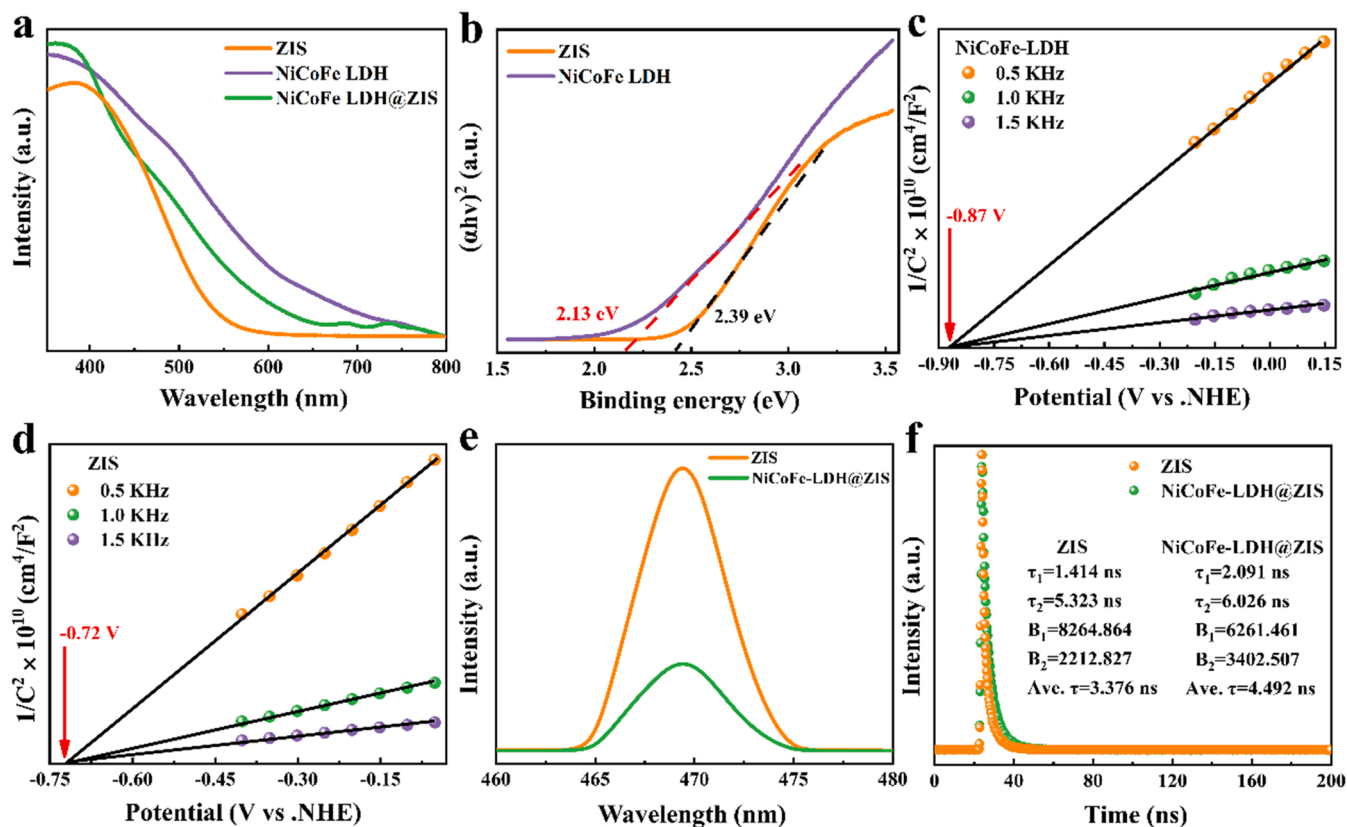 a
ZIS
NiCoFe LDH
NiCoFe LDH@ZIS
Intensity (a.u.)
400 500 600 700 800
Wavelength (nm)
b
ZIS
NiCoFe LDH
(αhv)²
2.13 eV
2.39 eV
1.5 2.0 2.5 3.0 3.5
Binding energy (eV)
c
NiCoFe-LDH
0.5 KHz
1.0 KHz
1.5 KHz
1/C² × 10¹⁰ (cm⁴/F²)
-0.87 V
-0.90 -0.75 -0.60 -0.45 -0.30 -0.15 0.00 0.15
Potential (V vs .NHE)
d
ZIS
0.5 KHz
1.0 KHz
1.5 KHz
1/C² × 10¹⁰ (cm⁴/F²)
-0.72 V
-0.75 -0.60 -0.45 -0.30 -0.15
Potential (V vs .NHE)
e
ZIS
NiCoFe-LDH@ZIS
Intensity (a.u.)
460 465 470 475 480
Wavelength (nm)
f
ZIS
NiCoFe-LDH@ZIS
Intensity (a.u.)
ZIS NiCoFe-LDH@ZIS
τ₁=1.414 ns τ₁=2.091 ns
τ₂=5.323 ns τ₂=6.026 ns
B₁=8264.864 B₁=6261.461
B₂=2212.827 B₂=3402.507
Ave. τ=3.376 ns Ave. τ=4.492 ns
0 40 80 120 160 200
Time (ns)